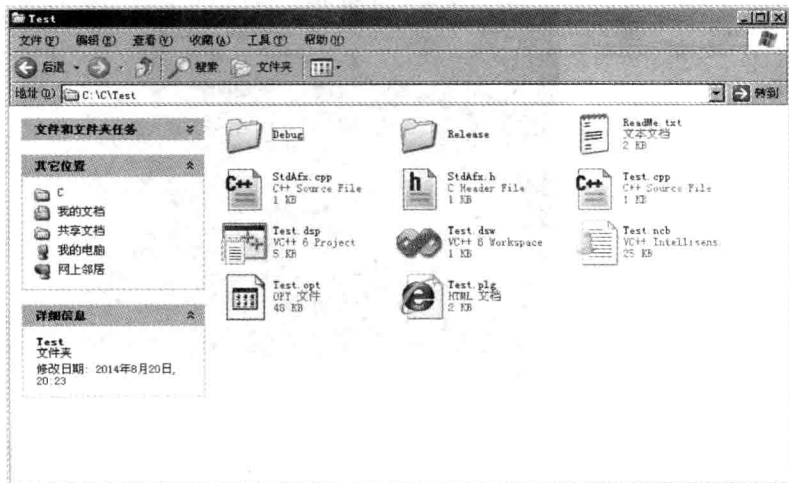 Test
文件(F) 编辑(E) 查看(V) 收藏(A) 工具(T) 帮助(H)
后退 搜索 文件夹
地址(D) C:\C\Test 转到
文件和文件夹任务
其它位置
C
我的文档
共享文档
我的电脑
网上邻居
详细信息
Test
文件夹
修改日期: 2014年8月20日,
20:23
Debug
Release
ReadMe.txt
文本文档
2 KB
StdAfx.cpp
C++ Source File
1 KB
StdAfx.h
C Header File
1 KB
Test.cpp
C++ Source File
1 KB
Test.dsp
VC++ 6 Project
5 KB
Test.dsw
VC++ 6 Workspace
1 KB
Test.ncb
VC++ Intellisens
25 KB
Test.opt
OPT 文件
48 KB
Test.plg
HTML 文档
2 KB